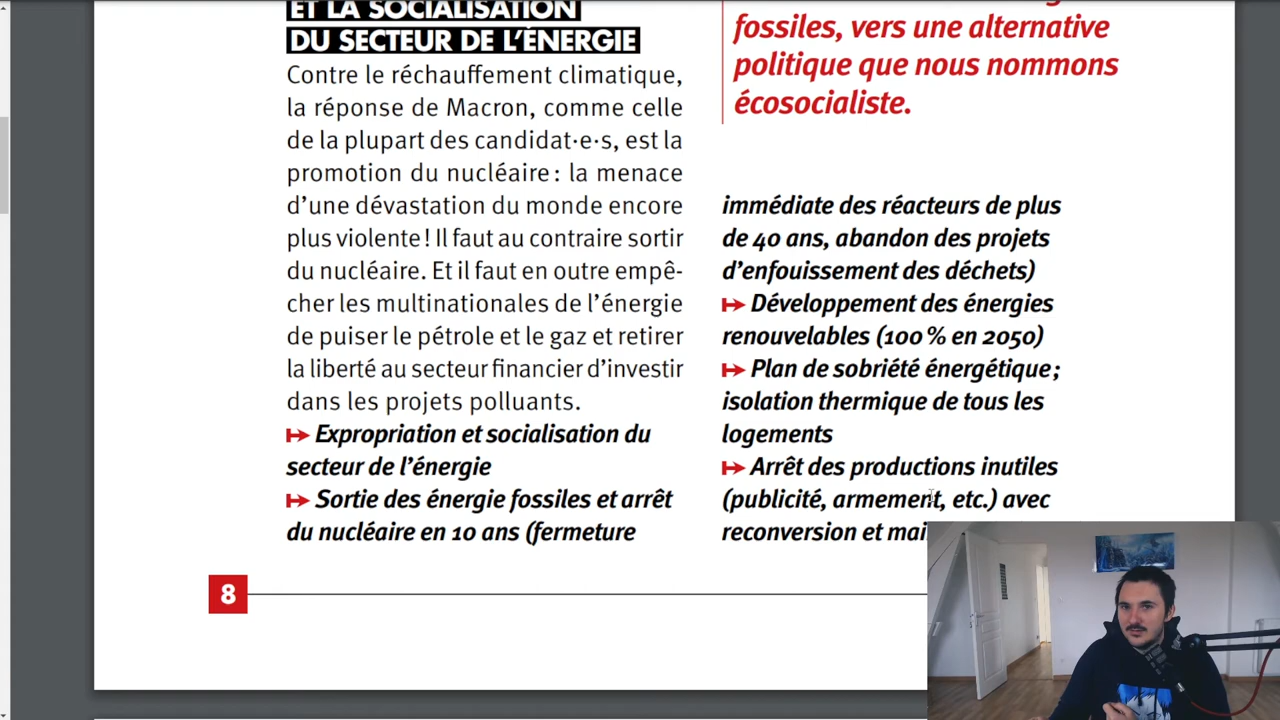 ET LA SOCIALISATION
DU SECTEUR DE L'ÉNERGIE
Contre le réchauffement climatique,
la réponse de Macron, comme celle
de la plupart des candidat·e·s, est la
promotion du nucléaire : la menace
d'une dévastation du monde encore
plus violente ! Il faut au contraire sortir
du nucléaire. Et il faut en outre empê-
cher les multinationales de l'énergie
de puiser le pétrole et le gaz et retirer
la liberté au secteur financier d'investir
dans les projets polluants.
↦ Expropriation et socialisation du
secteur de l'énergie
↦ Sortie des énergie fossiles et arrêt
du nucléaire en 10 ans (fermeture
fossiles, vers une alternative
politique que nous nommons
écosocialiste.
immédiate des réacteurs de plus
de 40 ans, abandon des projets
d'enfouissement des déchets)
↦ Développement des énergies
renouvelables (100 % en 2050)
↦ Plan de sobriété énergétique ;
isolation thermique de tous les
logements
↦ Arrêt des productions inutiles
(publicité, armement, etc.) avec
reconversion et
8